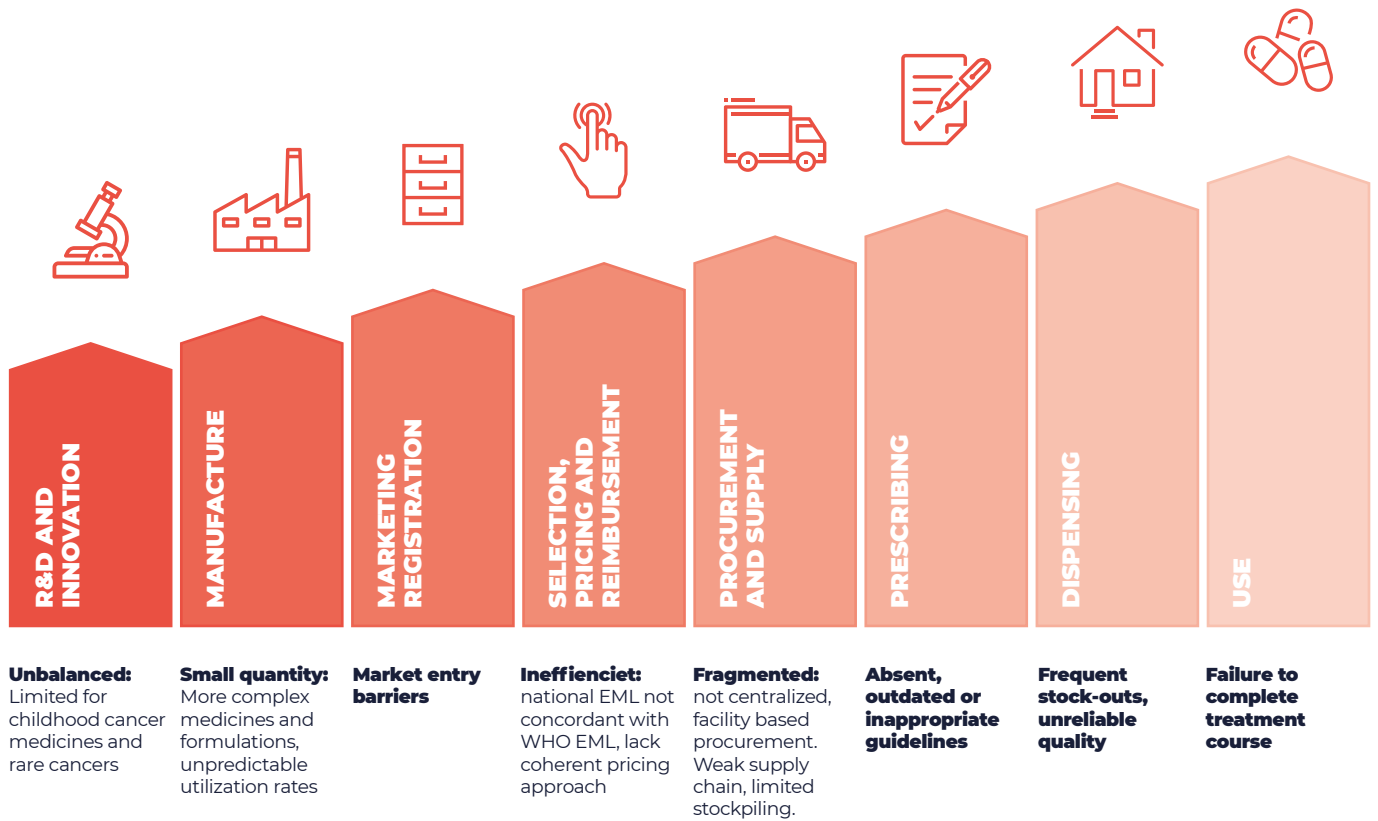 R&D AND
INNOVATION
MANUFACTURE
MARKETING
REGISTRATION
SELECTION,
PRICING AND
REIMBURSEMENT
PROCUREMENT
AND SUPPLY
PRESCRIBING
DISPENSING
USE
Unbalanced:
Limited for
childhood cancer
medicines and
rare cancers
Small quantity:
More complex
medicines and
formulations,
unpredictable
utilization rates
Market entry
barriers
Ineffienciet:
national EML not
concordant with
WHO EML, lack
coherent pricing
approach
Fragmented:
not centralized,
facility based
procurement.
Weak supply
chain, limited
stockpiling.
Absent,
outdated or
inappropriate
guidelines
Frequent
stock-outs,
unreliable
quality
Failure to
complete
treatment
course